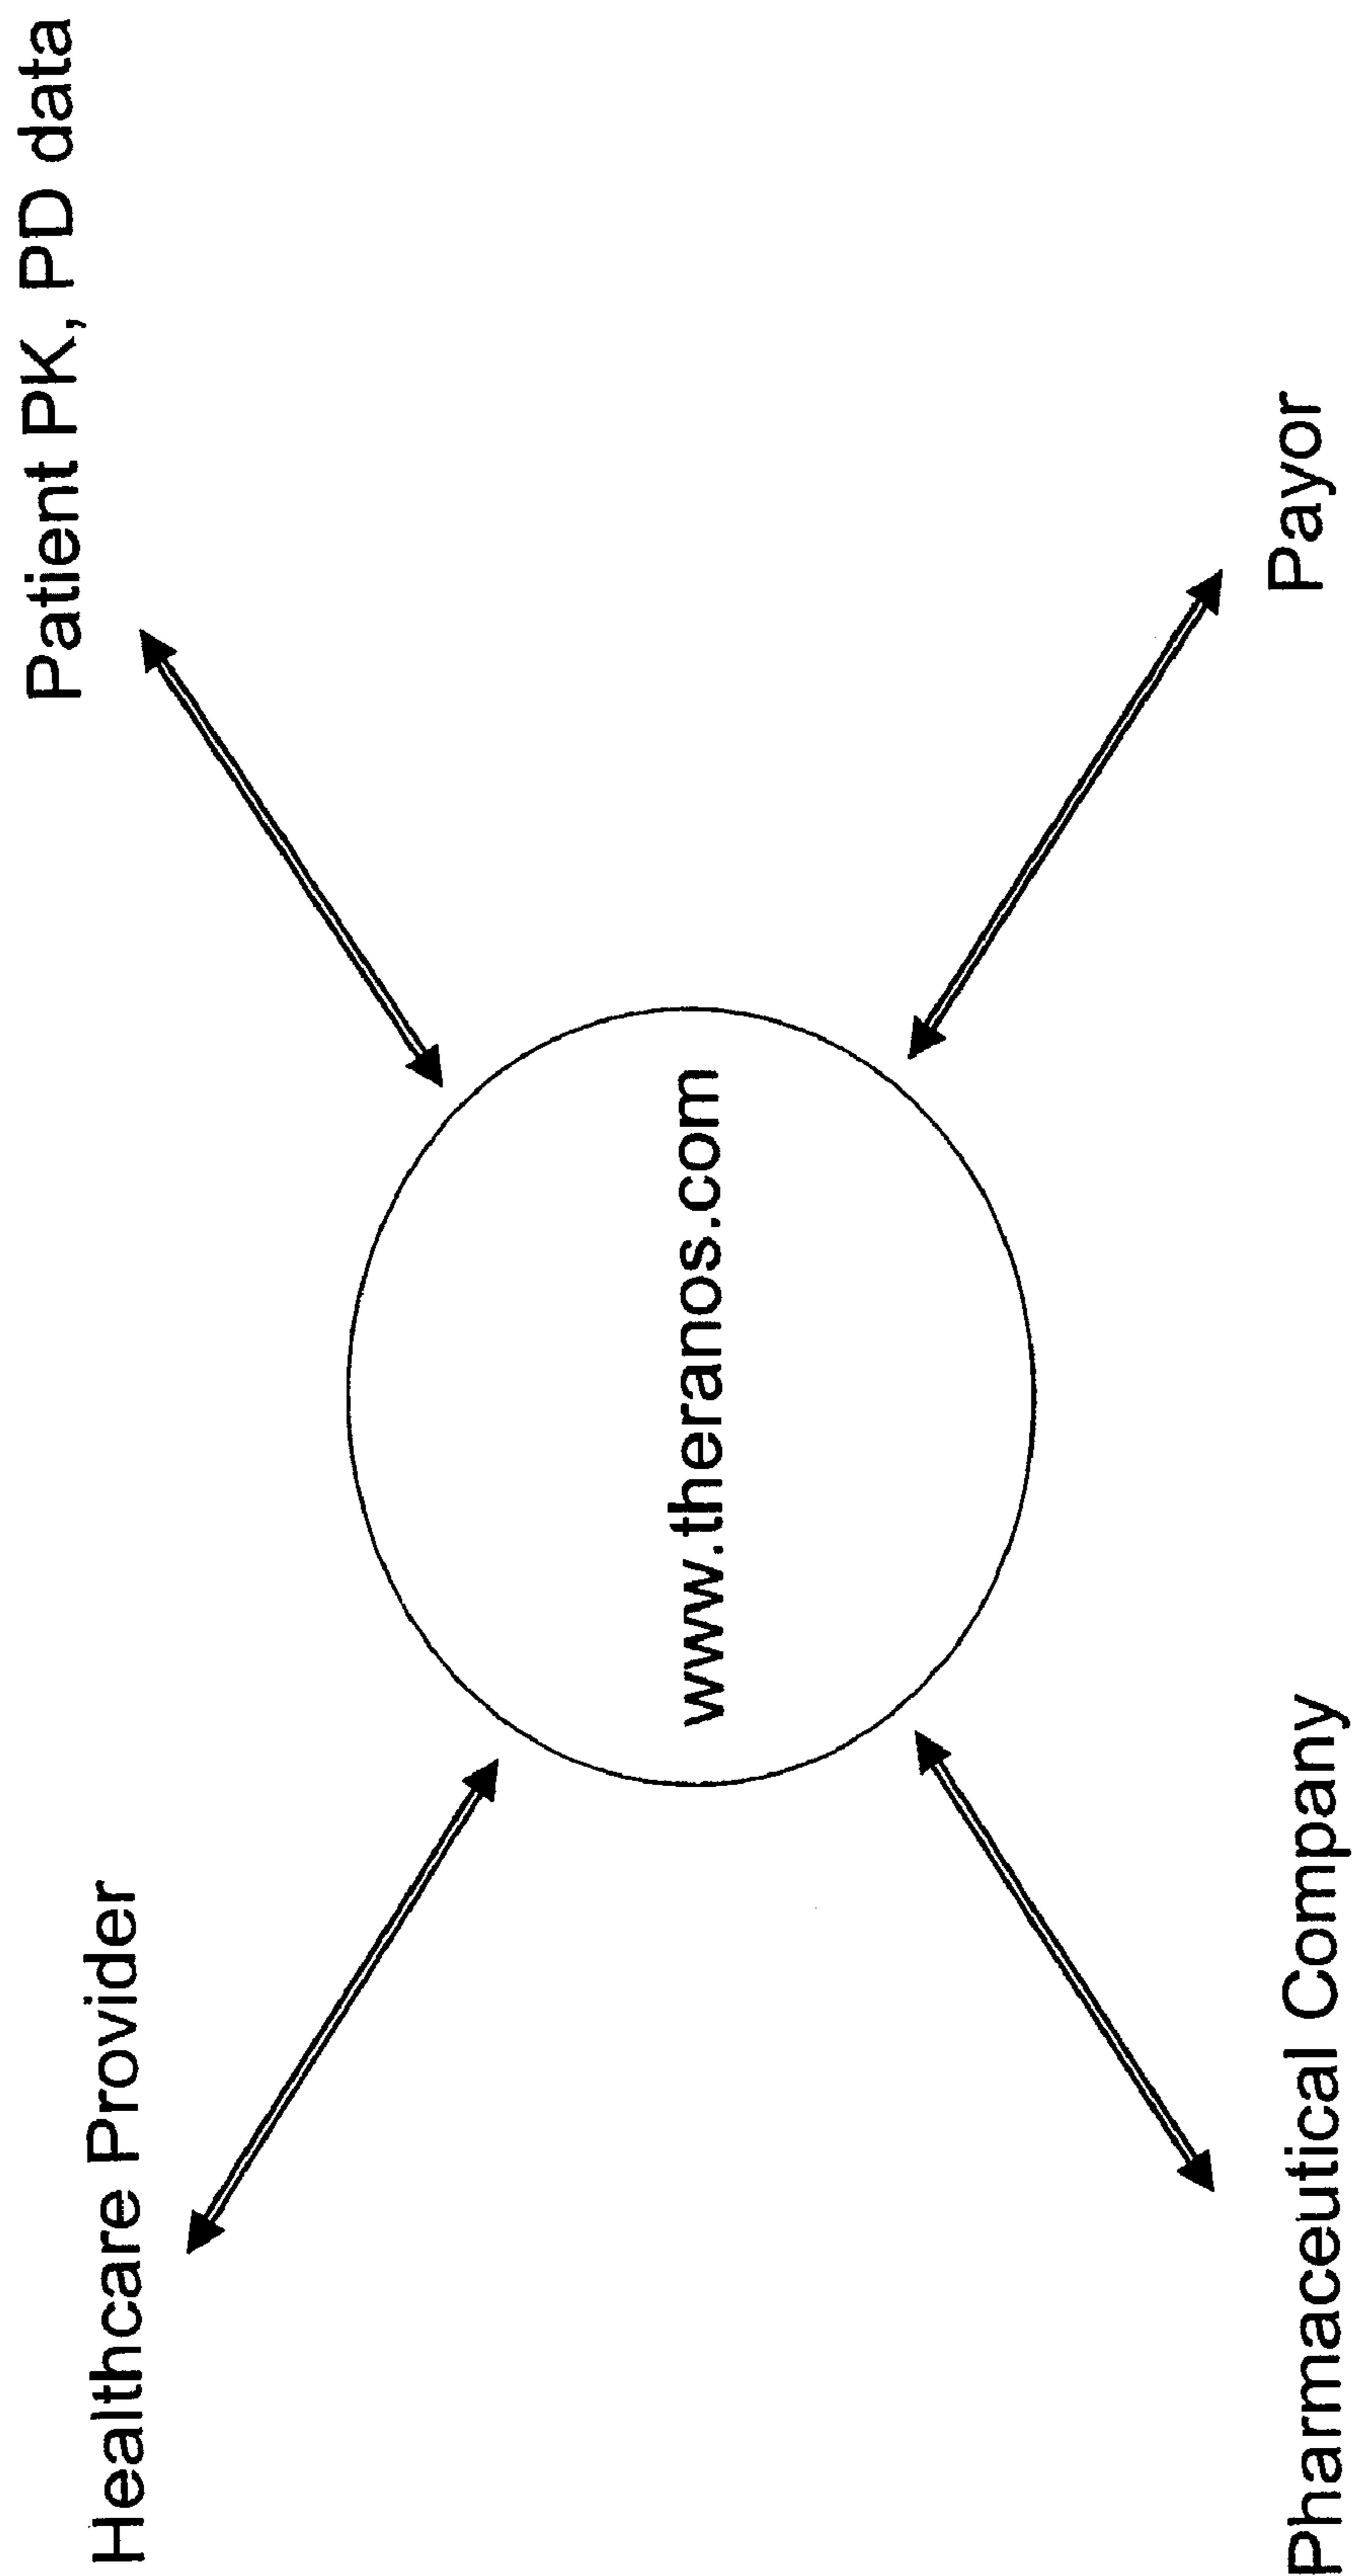 Healthcare Provider
Patient PK, PD data
www.theranos.com
Pharmaceutical Company
Payor